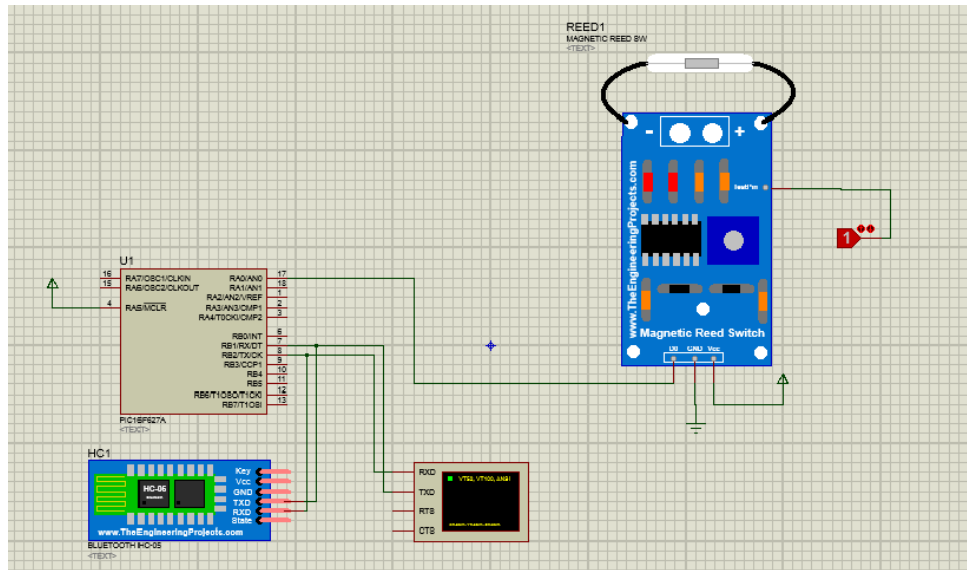 REED1
MAGNETIC REED SW
<TEXT>
- +
www.TheEngineeringProjects.com
1
Magnetic Reed Switch
D0 GND Vcc
U1
16 RA7/OSC1/CLKIN RA0/AN0 17
15 RA6/OSC2/CLKOUT RA1/AN1 18
RA2/AN2/VREF 1
4 RA5/MCLR RA3/AN3/CMP1 2
RA4/T0CKI/CMP2 3
RB0/INT 6
RB1/RX/DT 7
RB2/TX/CK 8
RB3/CCP1 9
RB4 10
RB5 11
RB6/T1OSO/T1CKI 12
RB7/T1OSI 13
PIC16F627A
<TEXT>
HC1
HC-06
Key
Vcc
GND
TXD
RXD
State
www.TheEngineeringProjects.com
BLUETOOTH HC-05
<TEXT>
RXD
TXD
RTS
CTS
VT52, VT100, ANSI